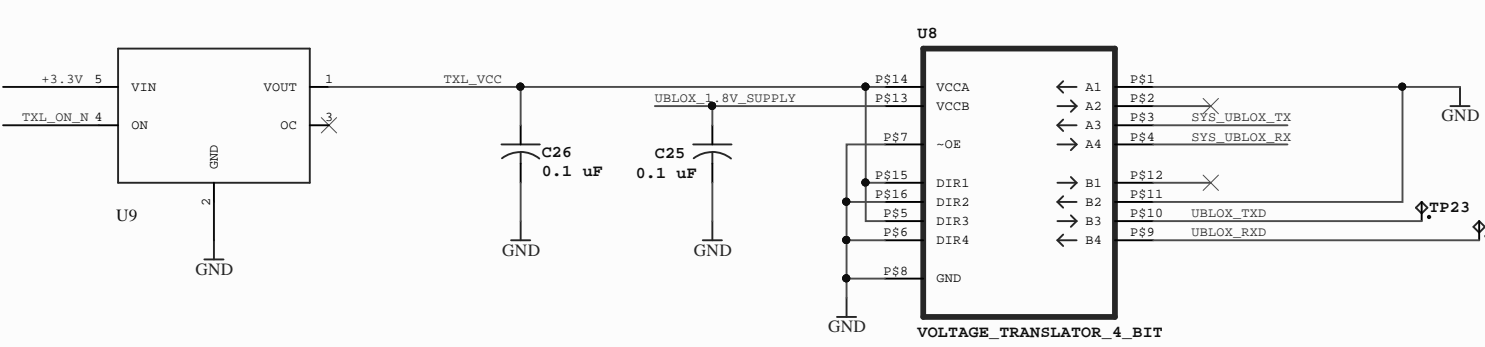 U8
+3.3V 5 VIN VOUT 1 TXL_VCC P$14 VCCA A1 P$1
UBLOX_1.8V_SUPPLY P$13 VCCB A2 P$2
TXL_ON_N 4 ON OC 3 A3 P$3 SYS_UBLOX_TX
GND
P$7 ~OE A4 P$4 SYS_UBLOX_RX
GND
C26
0.1 uF
C25
0.1 uF
P$15 DIR1 B1 P$12
2
P$16 DIR2 B2 P$11
U9
P$5 DIR3 B3 P$10 UBLOX_TXD TP23
P$6 DIR4 B4 P$9 UBLOX_RXD
GND
GND
GND
P$8 GND
GND
VOLTAGE_TRANSLATOR_4_BIT